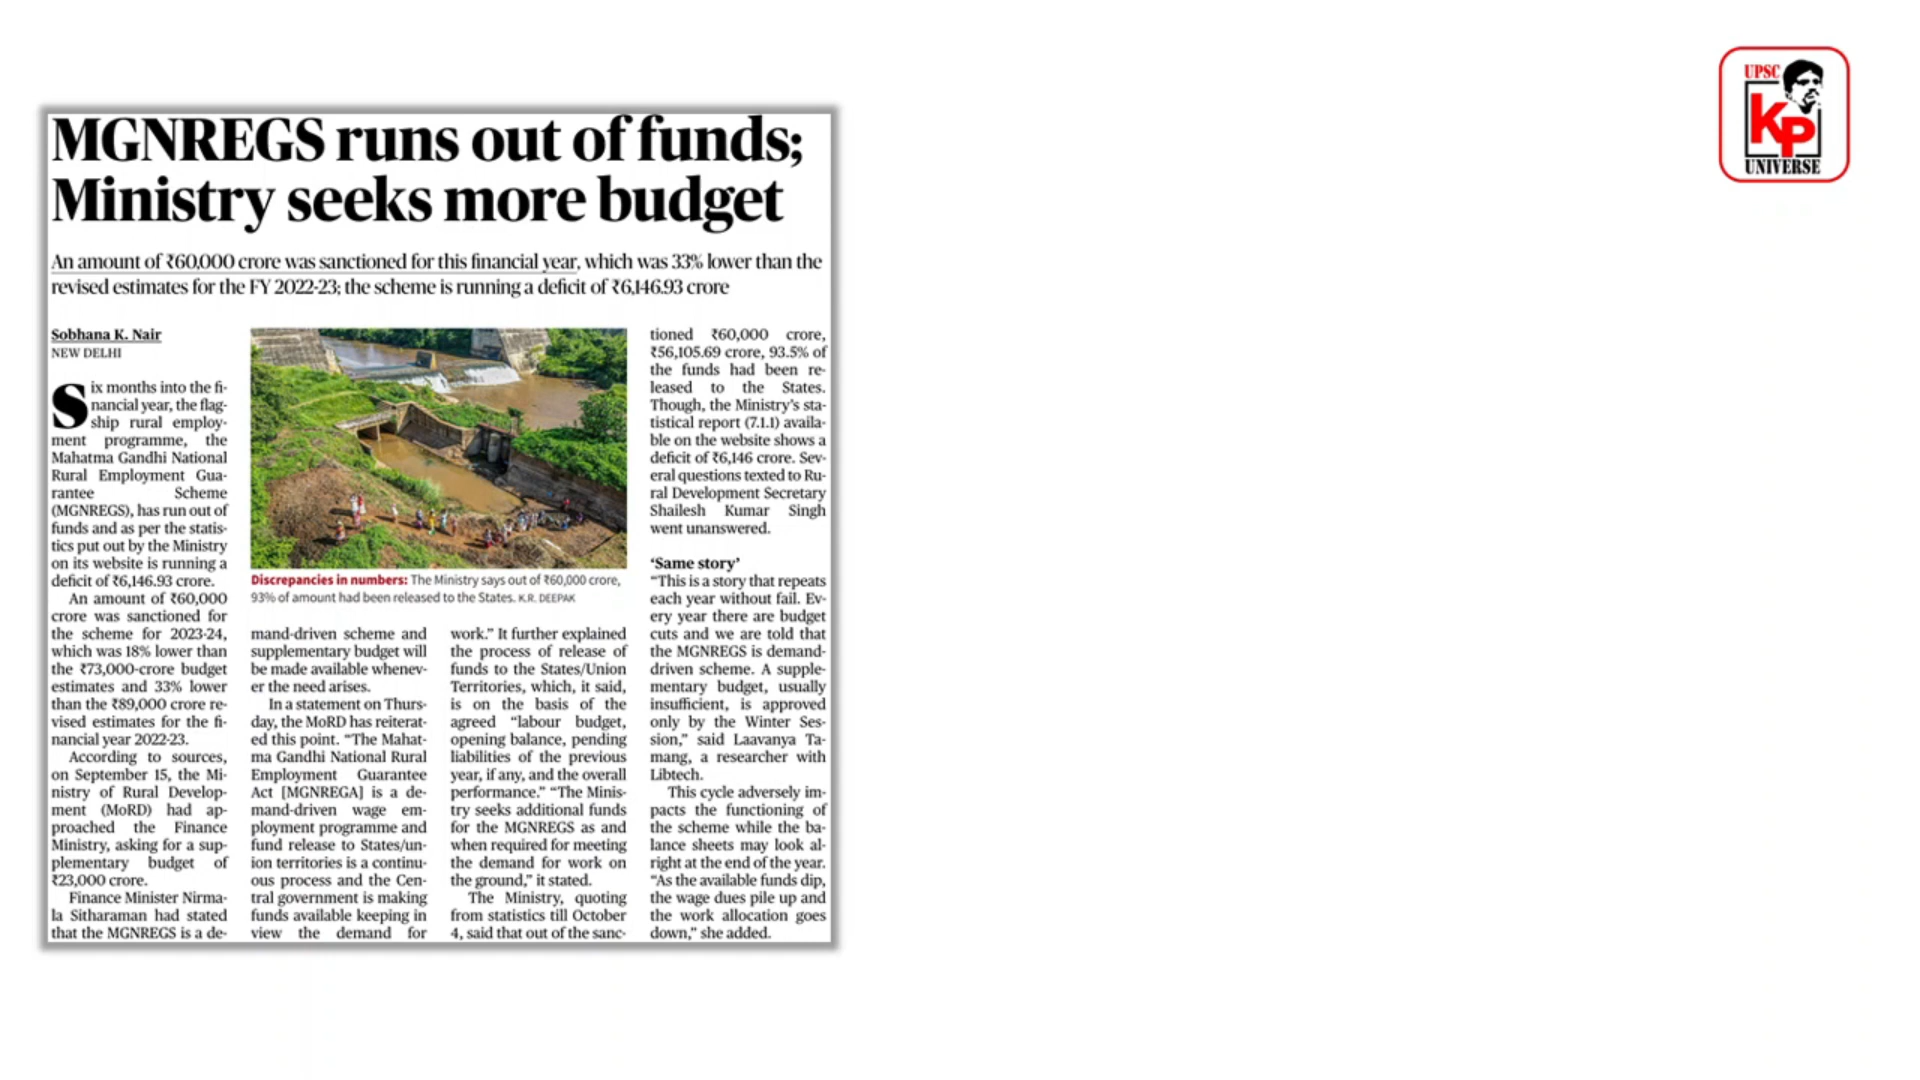 MGNREGS runs out of funds;
Ministry seeks more budget
An amount of ₹60,000 crore was sanctioned for this financial year, which was 33% lower than the
revised estimates for the FY 2022-23; the scheme is running a deficit of ₹6,146.93 crore
Sobhana K. Nair
NEW DELHI
Six months into the fi-
nancial year, the flag-
ship rural employ-
ment programme, the
Mahatma Gandhi National
Rural Employment Gua-
rantee Scheme
(MGNREGS), has run out of
funds and as per the statis-
tics put out by the Ministry
on its website is running a
deficit of ₹6,146.93 crore.
An amount of ₹60,000
crore was sanctioned for
the scheme for 2023-24,
which was 18% lower than
the ₹73,000-crore budget
estimates and 33% lower
than the ₹89,000 crore re-
vised estimates for the fi-
nancial year 2022-23.
According to sources,
on September 15, the Mi-
nistry of Rural Develop-
ment (MoRD) had ap-
proached the Finance
Ministry, asking for a sup-
plementary budget of
₹23,000 crore.
Finance Minister Nirma-
la Sitharaman had stated
that the MGNREGS is a de-
Discrepancies in numbers: The Ministry says out of ₹60,000 crore,
93% of amount had been released to the States. K.R. DEEPAK
mand-driven scheme and
supplementary budget will
be made available whenev-
er the need arises.
In a statement on Thurs-
day, the MoRD has reiterat-
ed this point. “The Mahat-
ma Gandhi National Rural
Employment Guarantee
Act [MGNREGA] is a de-
mand-driven wage em-
ployment programme and
fund release to States/un-
ion territories is a continu-
ous process and the Cen-
tral government is making
funds available keeping in
view the demand for
work.” It further explained
the process of release of
funds to the States/Union
Territories, which, it said,
is on the basis of the
agreed “labour budget,
opening balance, pending
liabilities of the previous
year, if any, and the overall
performance.” “The Minis-
try seeks additional funds
for the MGNREGS as and
when required for meeting
the demand for work on
the ground,” it stated.
The Ministry, quoting
from statistics till October
4, said that out of the sanc-
tioned ₹60,000 crore,
₹56,105.69 crore, 93.5% of
the funds had been re-
leased to the States.
Though, the Ministry’s sta-
tistical report (7.1.1) availa-
ble on the website shows a
deficit of ₹6,146 crore. Sev-
eral questions texted to Ru-
ral Development Secretary
Shailesh Kumar Singh
went unanswered.
‘Same story’
“This is a story that repeats
each year without fail. Ev-
ery year there are budget
cuts and we are told that
the MGNREGS is demand-
driven scheme. A supple-
mentary budget, usually
insufficient, is approved
only by the Winter Ses-
sion,” said Laavanya Ta-
mang, a researcher with
Libtech.
This cycle adversely im-
pacts the functioning of
the scheme while the ba-
lance sheets may look al-
right at the end of the year.
“As the available funds dip,
the wage dues pile up and
the work allocation goes
down,” she added.
UPSC
KP
UNIVERSE